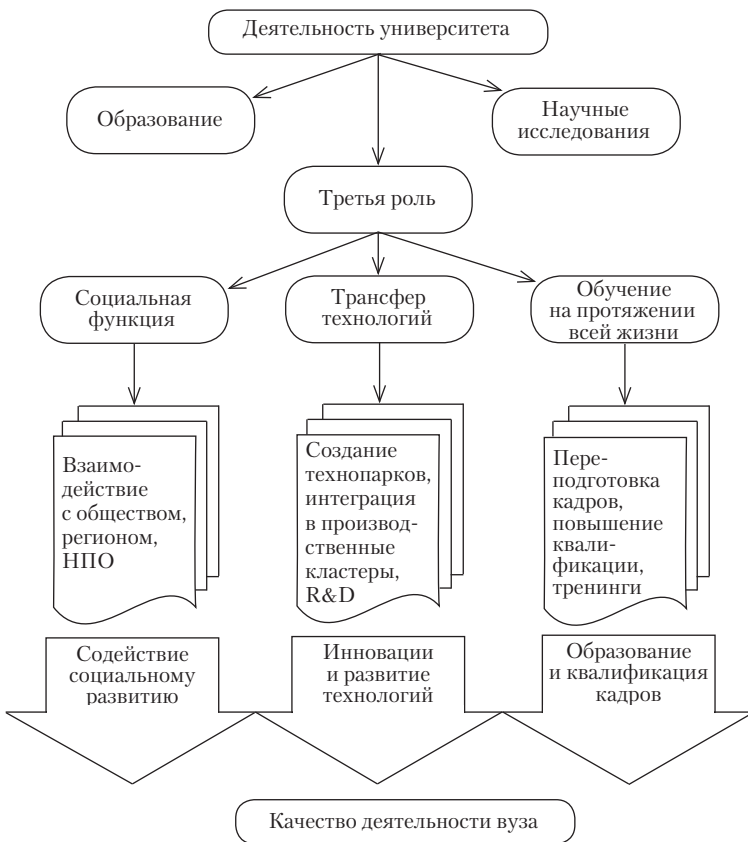 Деятельность университета
Образование
Научные
исследования
Третья роль
Социальная
функция
Трансфер
технологий
Обучение
на протяжении
всей жизни
Взаимо-
действие
с обществом,
регионом,
НПО
Создание
технопарков,
интеграция
в производ-
ственные
кластеры,
R&D
Пере-
подготовка
кадров,
повышение
квали-
фикации,
тренинги
Содействие
социальному
развитию
Инновации
и развитие
технологий
Образование
и квалификация
кадров
Качество деятельности вуза